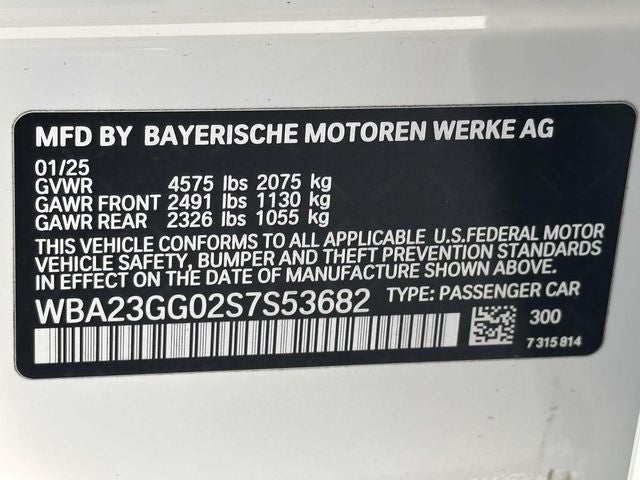 MFD BY BAYERISCHE MOTOREN WERKE AG
01/25
GVWR 4575 lbs 2075 kg
GAWR FRONT 2491 lbs 1130 kg
GAWR REAR 2326 lbs 1055 kg
THIS VEHICLE CONFORMS TO ALL APPLICABLE U.S.FEDERAL MOTOR
VEHICLE SAFETY, BUMPER AND THEFT PREVENTION STANDARDS
IN EFFECT ON THE DATE OF MANUFACTURE SHOWN ABOVE.
WBA23GG02S7S53682 TYPE: PASSENGER CAR
300
7 315 814